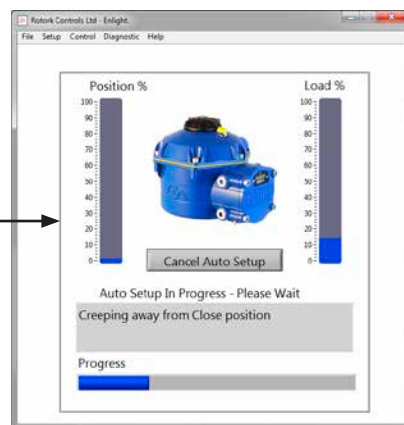 Rotork Controls Ltd - Enlight.
File Setup Control Diagnostic Help
Position % Load %
100 100
90 90
80 80
70 70
60 60
50 50
40 40
30 30
20 20
10 10
0 0
Cancel Auto Setup
Auto Setup In Progress - Please Wait
Creeping away from Close position
Progress